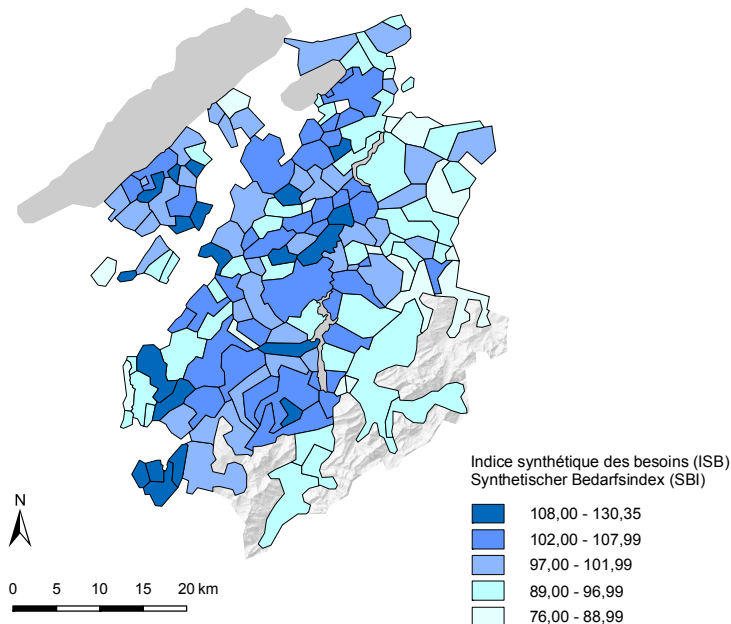 Indice synthétique des besoins (ISB)
Synthetischer Bedarfsindex (SBI)
108,00 - 130,35
102,00 - 107,99
97,00 - 101,99
89,00 - 96,99
76,00 - 88,99
N
0 5 10 15 20 km